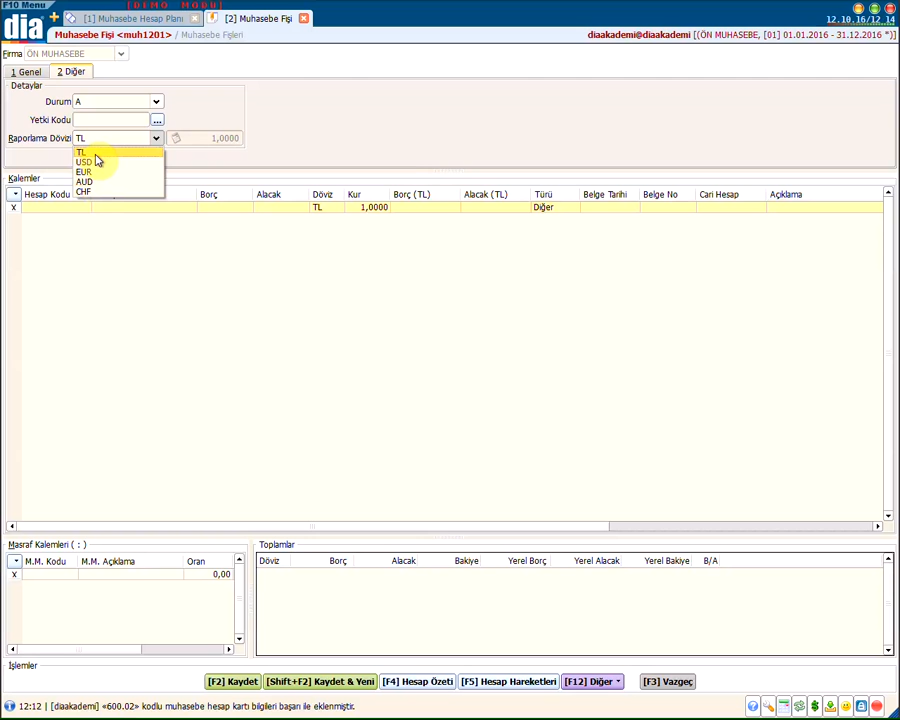 F10 Menu
[DEMO MODU]
[1] Muhasebe Hesap Planı
[2] Muhasebe Fişi
dia
12.10.16/12 14
Muhasebe Fişi <muh1201> / Muhasebe Fişleri
diaakademi@diaakademi [(ÖN MUHASEBE, [01] 01.01.2016 - 31.12.2016 *)]
Firma ÖN MUHASEBE
1 Genel
2 Diğer
Detaylar
Durum A
Yetki Kodu ...
Raporlama Dövizi TL 1,0000
TL
USD
EUR
AUD
CHF
Kalemler
Hesap Kodu Borç Alacak Döviz Kur Borç (TL) Alacak (TL) Türü Belge Tarihi Belge No Cari Hesap Açıklama
X TL 1,0000 Diğer
Masraf Kalemleri ( : )
M.M. Kodu M.M. Açıklama Oran
X 0,00
Toplamlar
Döviz Borç Alacak Bakiye Yerel Borç Yerel Alacak Yerel Bakiye B/A
İşlemler
[F2] Kaydet [Shift+F2] Kaydet & Yeni [F4] Hesap Özeti [F5] Hesap Hareketleri [F12] Diğer [F3] Vazgeç
12:12 | [diaakademi] «600.02» kodlu muhasebe hesap kartı bilgileri başarı ile eklenmiştir.